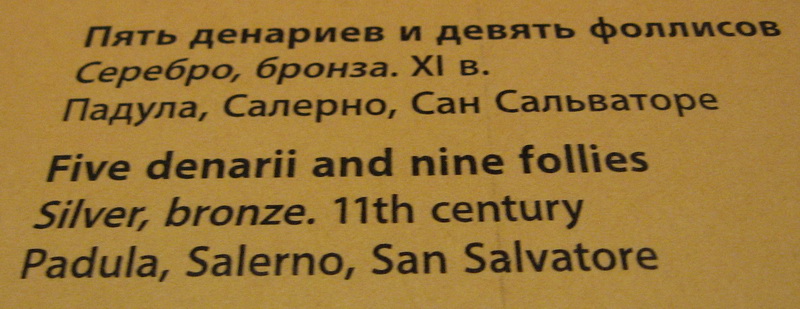 Пять денариев и девять фоллисов
Серебро, бронза. XI в.
Падула, Салерно, Сан Сальваторе
Five denarii and nine follies
Silver, bronze. 11th century
Padula, Salerno, San Salvatore